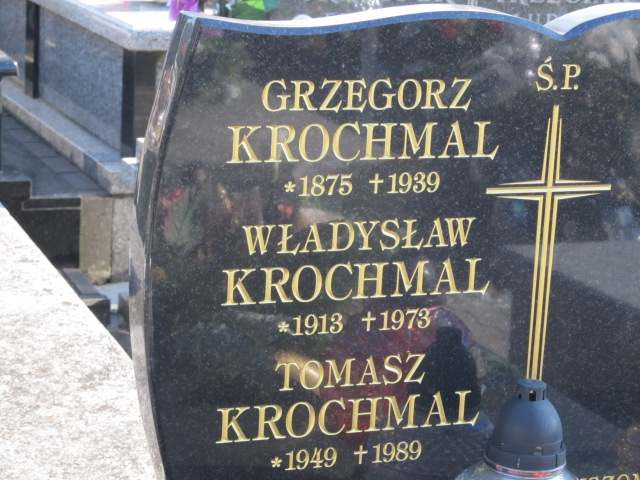 Ś.P.
GRZEGORZ
KROCHMAL
*1875 †1939
WŁADYSŁAW
KROCHMAL
*1913 †1973
TOMASZ
KROCHMAL
*1949 †1989